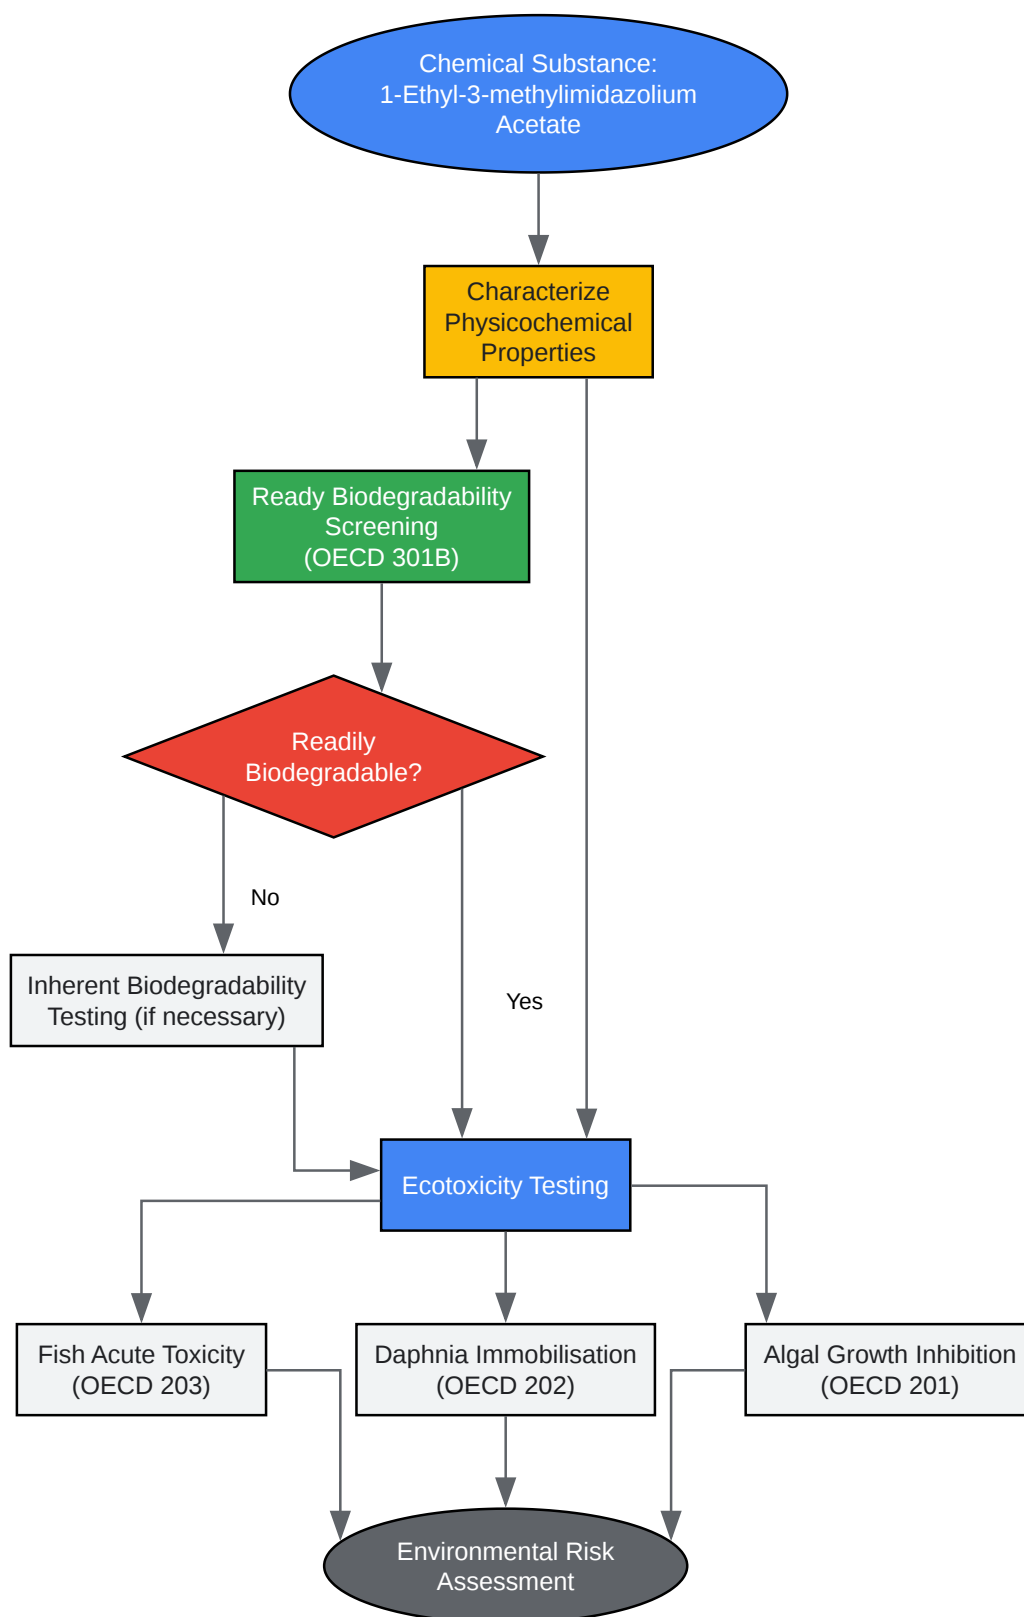 Chemical Substance:
1-Ethyl-3-methylimidazolium
Acetate
Characterize
Physicochemical
Properties
Ready Biodegradability
Screening
(OECD 301B)
Readily
Biodegradable?
No
Inherent Biodegradability
Testing (if necessary)
Yes
Ecotoxicity Testing
Fish Acute Toxicity
(OECD 203)
Daphnia Immobilisation
(OECD 202)
Algal Growth Inhibition
(OECD 201)
Environmental Risk
Assessment